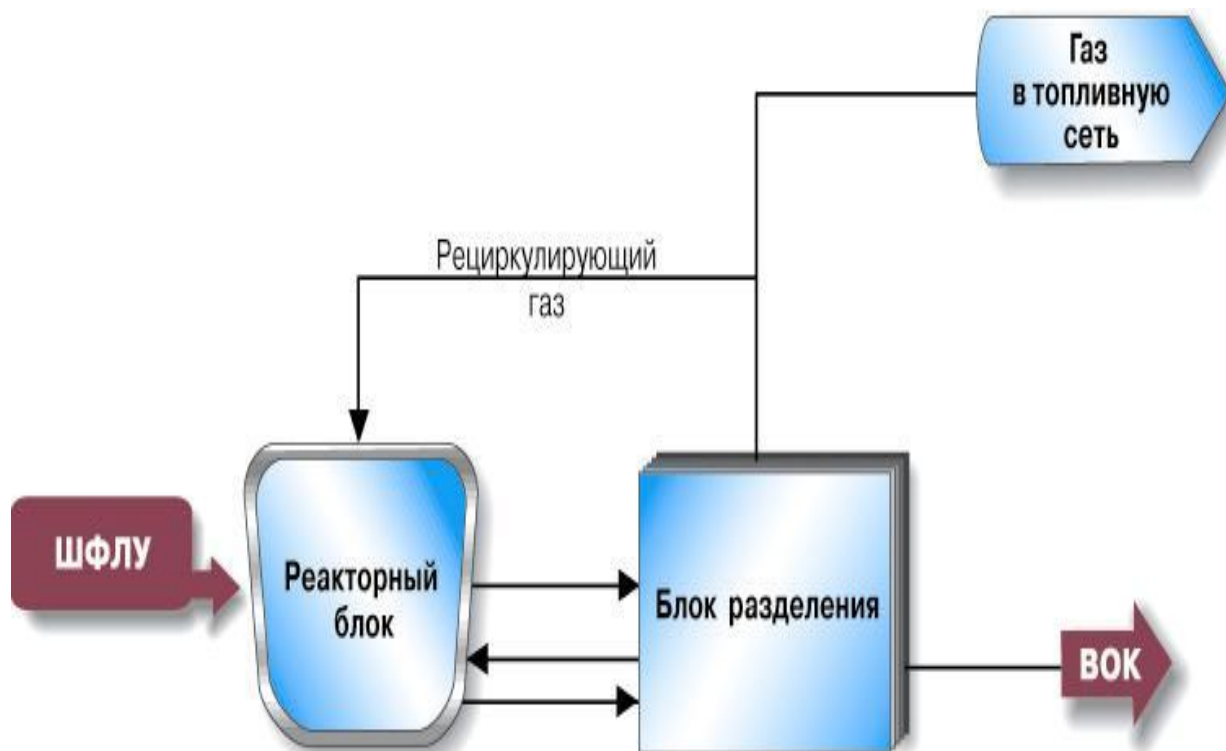 Газ
в топливную
сеть
Рециркулирующий
газ
ШФЛУ
Реакторный
блок
Блок разделения
ВОК